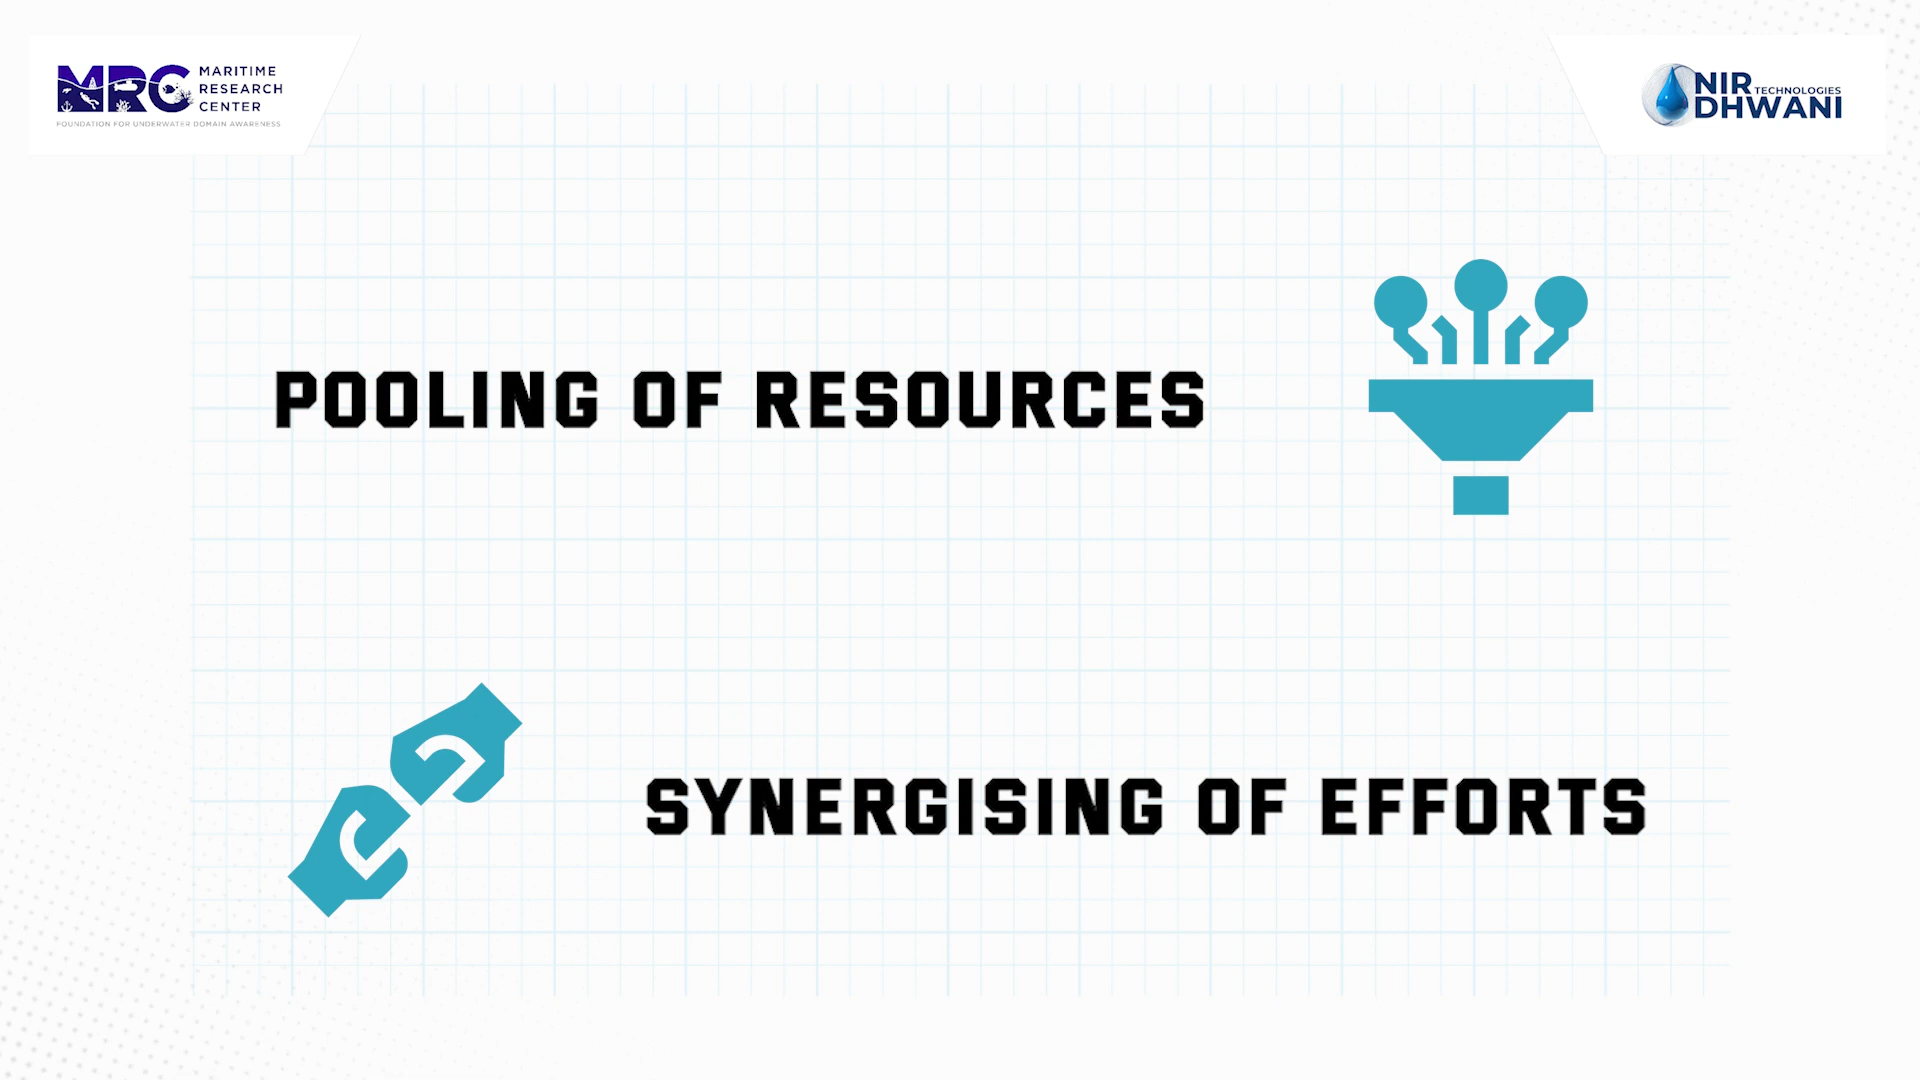 MRC MARITIME
RESEARCH
CENTER
FOUNDATION FOR UNDERWATER DOMAIN AWARENESS
NIR TECHNOLOGIES
DHWANI
POOLING OF RESOURCES
SYNERGISING OF EFFORTS